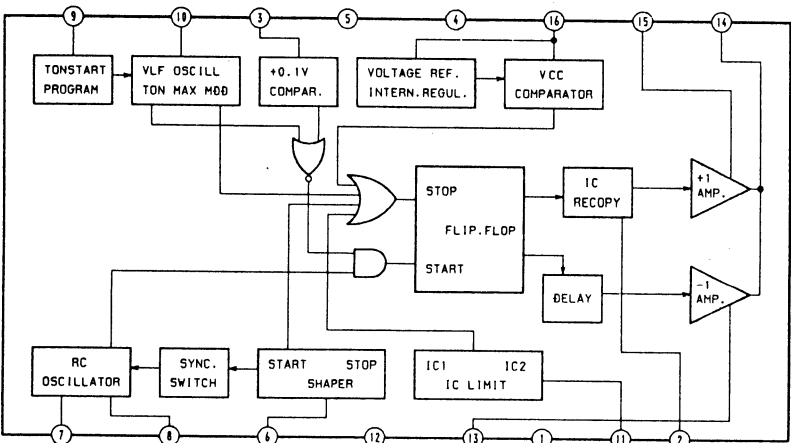 9 10 3 5 4 16 15 14
TONSTART
PROGRAM
VLF OSCILL
TON MAX MOD
+0.1V
COMPAR.
VOLTAGE REF.
INTERN.REGUL.
VCC
COMPARATOR
STOP
FLIP.FLOP
START
IC
RECOPY
+1
AMP.
DELAY
-1
AMP.
RC
OSCILLATOR
SYNC.
SWITCH
START STOP
SHAPER
IC1 IC2
IC LIMIT
7 8 6 12 13 1 11 2